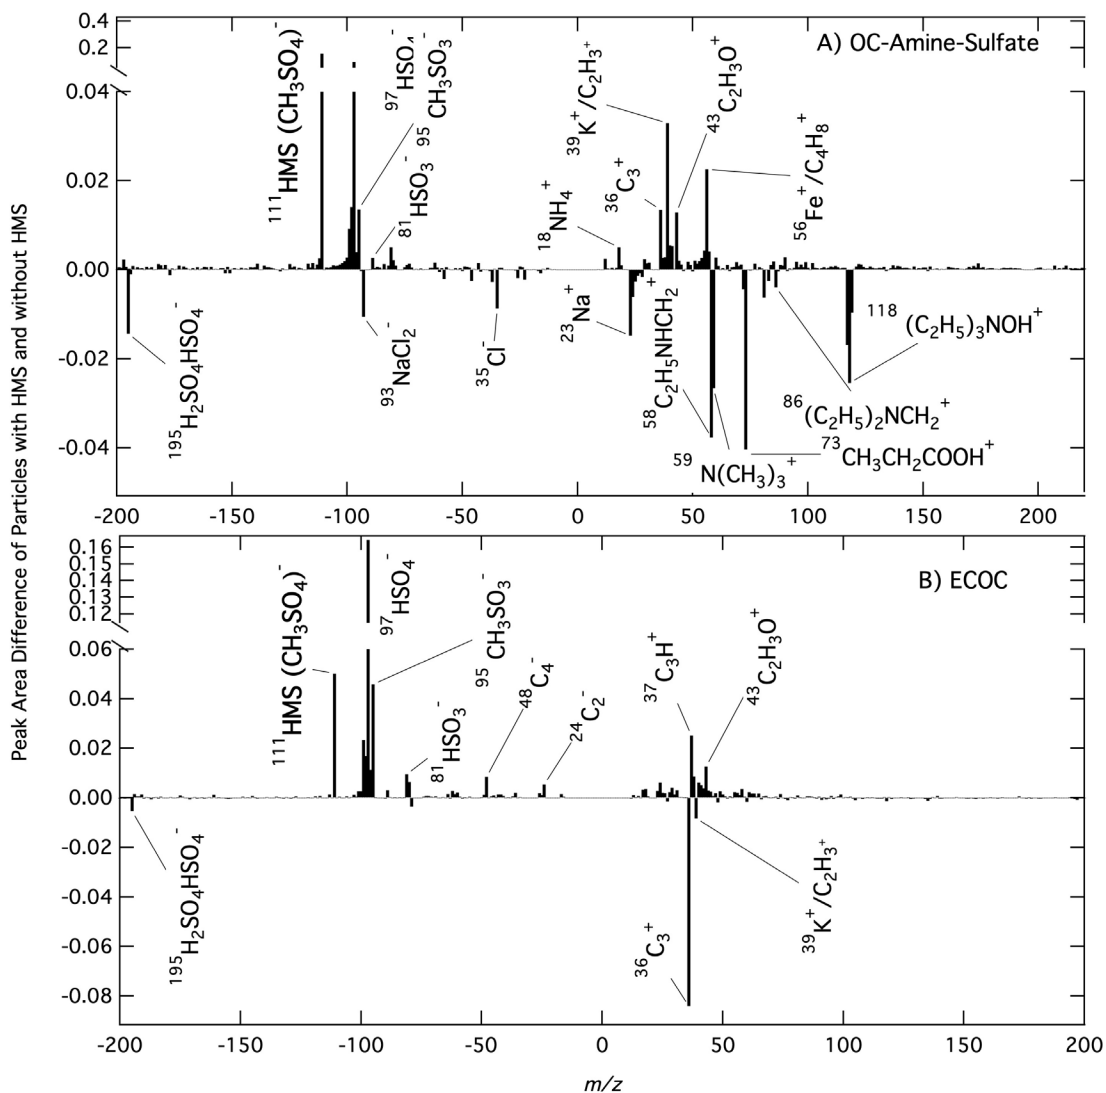 Peak Area Difference of Particles with HMS and without HMS
A) OC-Amine-Sulfate
0.4
0.2
0.04
0.02
0.00
-0.02
-0.04
¹¹¹HMS (CH₃SO₄⁻)
⁹⁷HSO₄⁻
⁹⁵CH₃SO₃⁻
⁸¹HSO₃⁻
¹⁹⁵H₂SO₄HSO₄⁻
⁹³NaCl₂⁻
³⁵Cl⁻
¹⁸NH₄⁺
³⁶C₃⁺
³⁹K⁺/C₂H₃⁺
⁴³C₂H₃O⁺
⁵⁶Fe⁺/C₄H₈⁺
²³Na⁺
⁵⁸C₂H₅NHCH₂⁺
⁵⁹N(CH₃)₃⁺
⁷³CH₃CH₂COOH⁺
⁸⁶(C₂H₅)₂NCH₂⁺
¹¹⁸(C₂H₅)₃NOH⁺
-200 -150 -100 -50 0 50 100 150 200
B) ECOC
0.16
0.15
0.14
0.13
0.12
0.06
0.04
0.02
0.00
-0.02
-0.04
-0.06
-0.08
¹¹¹HMS (CH₃SO₄⁻)
⁹⁷HSO₄⁻
⁹⁵CH₃SO₃⁻
⁸¹HSO₃⁻
⁴⁸C₄⁻
²⁴C₂⁻
³⁷C₃H⁺
⁴³C₂H₃O⁺
¹⁹⁵H₂SO₄HSO₄⁻
³⁶C₃⁺
³⁹K⁺/C₂H₃⁺
-200 -150 -100 -50 0 50 100 150 200
m/z